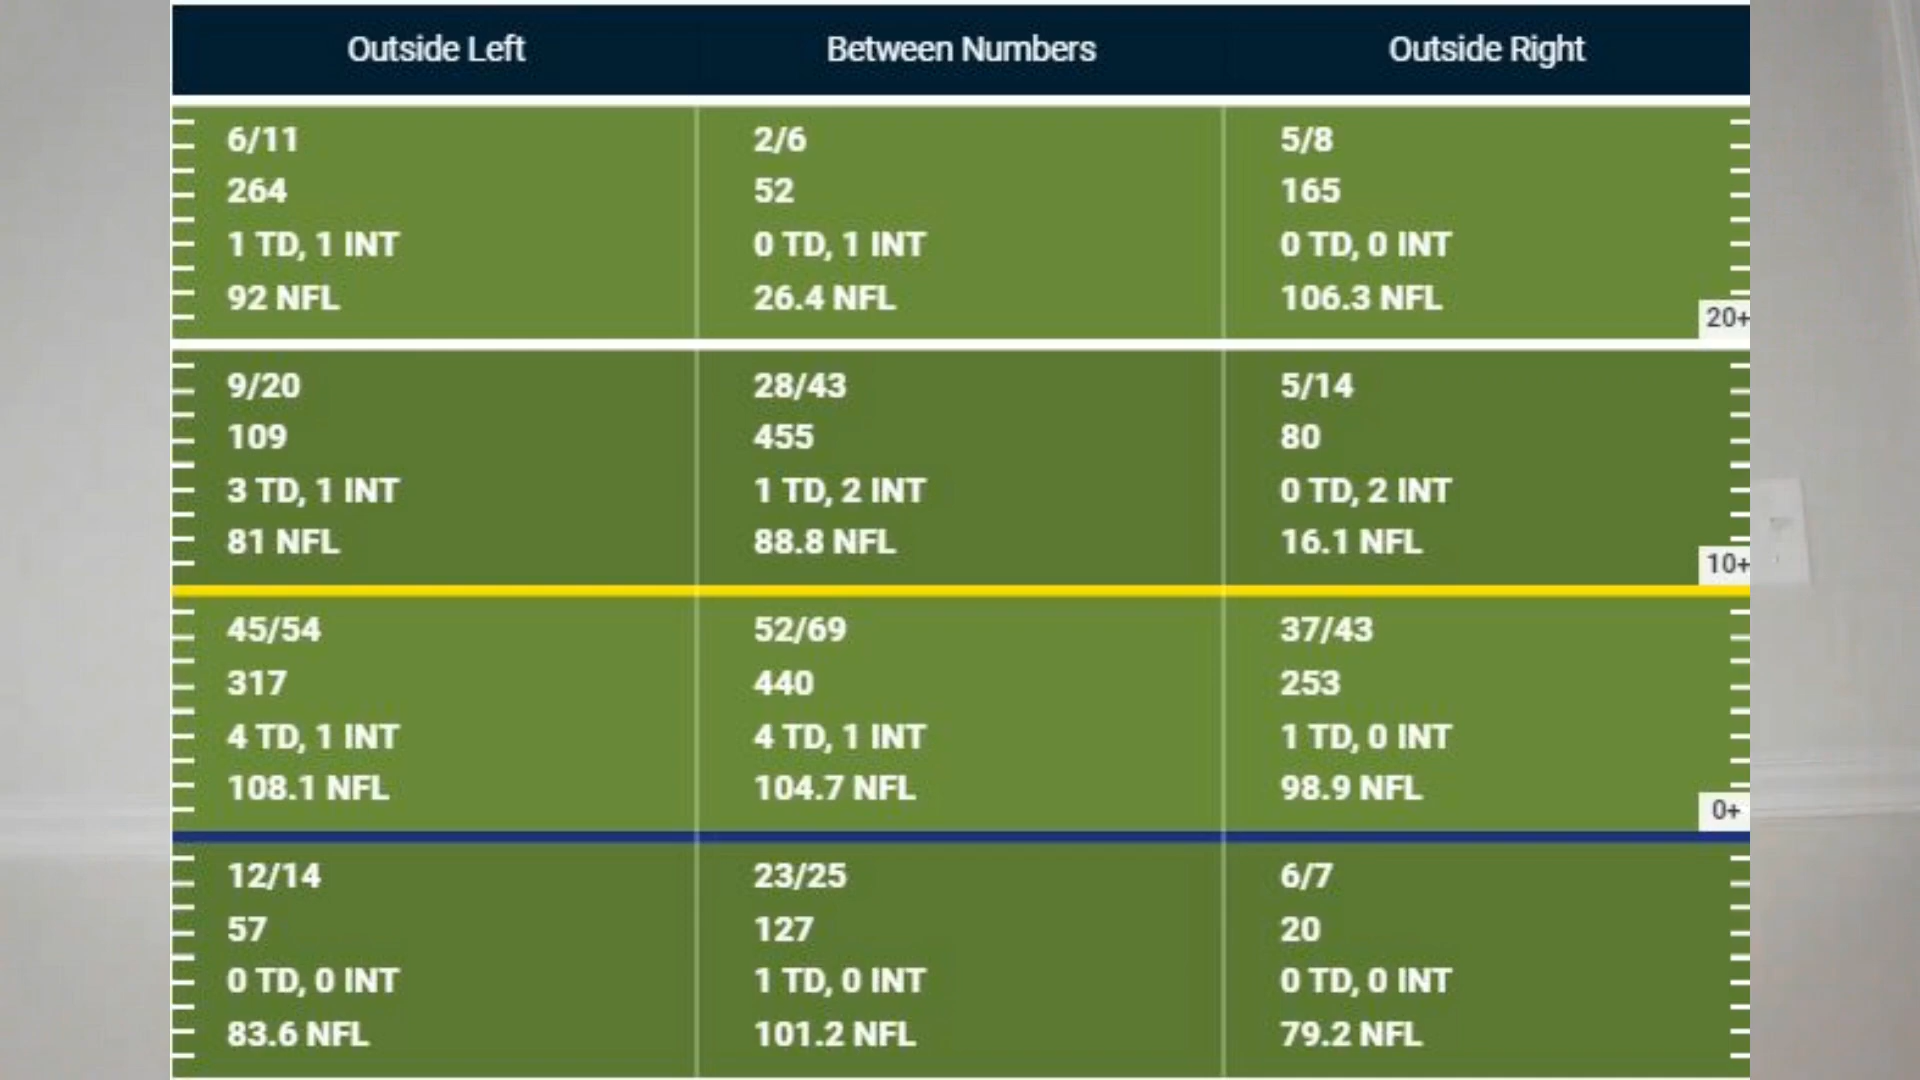 Outside Left
Between Numbers
Outside Right
6/11
264
1 TD, 1 INT
92 NFL
2/6
52
0 TD, 1 INT
26.4 NFL
5/8
165
0 TD, 0 INT
106.3 NFL
20+
9/20
109
3 TD, 1 INT
81 NFL
28/43
455
1 TD, 2 INT
88.8 NFL
5/14
80
0 TD, 2 INT
16.1 NFL
10+
45/54
317
4 TD, 1 INT
108.1 NFL
52/69
440
4 TD, 1 INT
104.7 NFL
37/43
253
1 TD, 0 INT
98.9 NFL
0+
12/14
57
0 TD, 0 INT
83.6 NFL
23/25
127
1 TD, 0 INT
101.2 NFL
6/7
20
0 TD, 0 INT
79.2 NFL